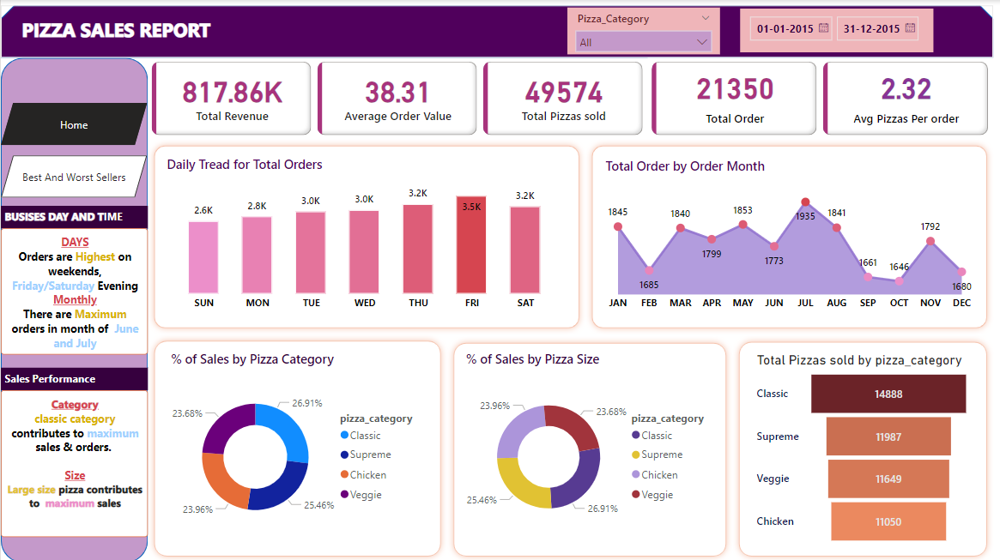 PIZZA SALES REPORT
Pizza_Category
All
01-01-2015
31-12-2015
817.86K
Total Revenue
38.31
Average Order Value
49574
Total Pizzas sold
21350
Total Order
2.32
Avg Pizzas Per order
Home
Best And Worst Sellers
BUSISES DAY AND TIME
DAYS
Orders are Highest on
weekends,
Friday/Saturday Evening
Monthly
There are Maximum
orders in month of June
and July
Sales Performance
Category
classic category
contributes to maximum
sales & orders.
Size
Large size pizza contributes
to maximum sales
Daily Tread for Total Orders
2.6K
2.8K
3.0K
3.0K
3.2K
3.5K
3.2K
SUN
MON
TUE
WED
THU
FRI
SAT
Total Order by Order Month
1845
1685
1840
1799
1853
1773
1935
1841
1661
1646
1792
1680
JAN
FEB
MAR
APR
MAY
JUN
JUL
AUG
SEP
OCT
NOV
DEC
% of Sales by Pizza Category
26.91%
25.46%
23.96%
23.68%
pizza_category
Classic
Supreme
Chicken
Veggie
% of Sales by Pizza Size
23.68%
26.91%
25.46%
23.96%
pizza_category
Classic
Supreme
Chicken
Veggie
Total Pizzas sold by pizza_category
Classic
14888
Supreme
11987
Veggie
11649
Chicken
11050